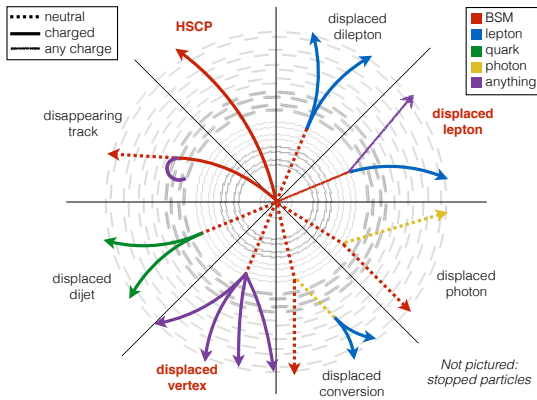 neutral
charged
any charge
HSCP
displaced
dilepton
BSM
lepton
quark
photon
anything
disappearing
track
displaced
lepton
displaced
dijet
displaced
photon
displaced
vertex
displaced
conversion
Not pictured:
stopped particles